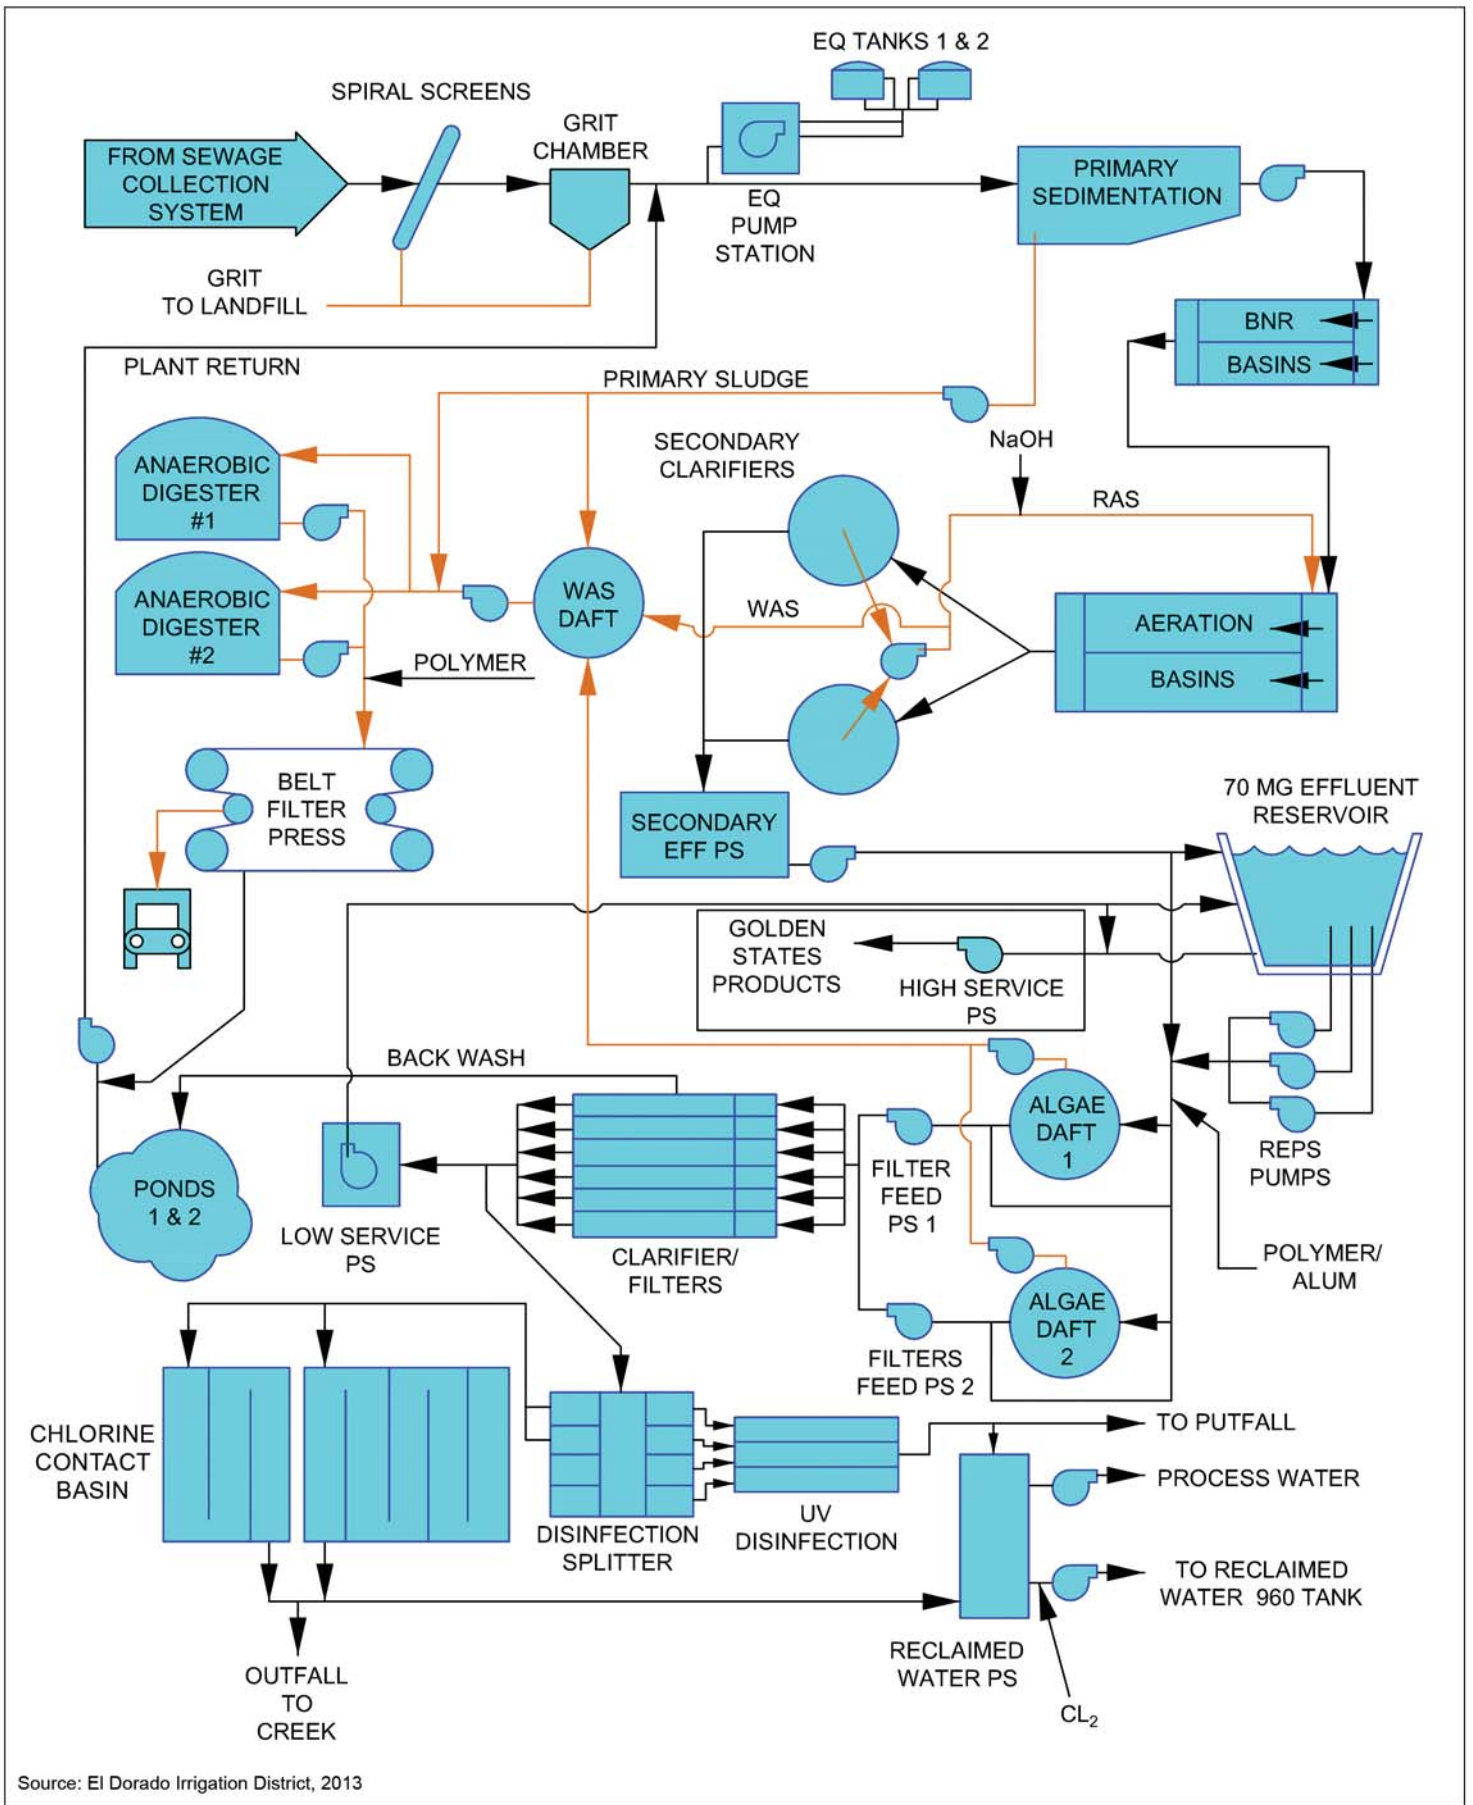 EQ TANKS 1 & 2
SPIRAL SCREENS
GRIT
CHAMBER
FROM SEWAGE
COLLECTION
SYSTEM
PRIMARY
SEDIMENTATION
EQ
PUMP
STATION
GRIT
TO LANDFILL
BNR
BASINS
PLANT RETURN
PRIMARY SLUDGE
NaOH
SECONDARY
CLARIFIERS
ANAEROBIC
DIGESTER
#1
RAS
ANAEROBIC
DIGESTER
#2
WAS
DAFT
WAS
AERATION
BASINS
POLYMER
BELT
FILTER
PRESS
SECONDARY
EFF PS
70 MG EFFLUENT
RESERVOIR
GOLDEN
STATES
PRODUCTS
HIGH SERVICE
PS
BACK WASH
ALGAE
DAFT
1
REPS
PUMPS
PONDS
1 & 2
LOW SERVICE
PS
CLARIFIER/
FILTERS
FILTER
FEED
PS 1
POLYMER/
ALUM
ALGAE
DAFT
2
FILTERS
FEED PS 2
CHLORINE
CONTACT
BASIN
DISINFECTION
SPLITTER
UV
DISINFECTION
TO PUTFALL
PROCESS WATER
TO RECLAIMED
WATER 960 TANK
RECLAIMED
WATER PS
CL2
OUTFALL
TO
CREEK
Source: El Dorado Irrigation District, 2013